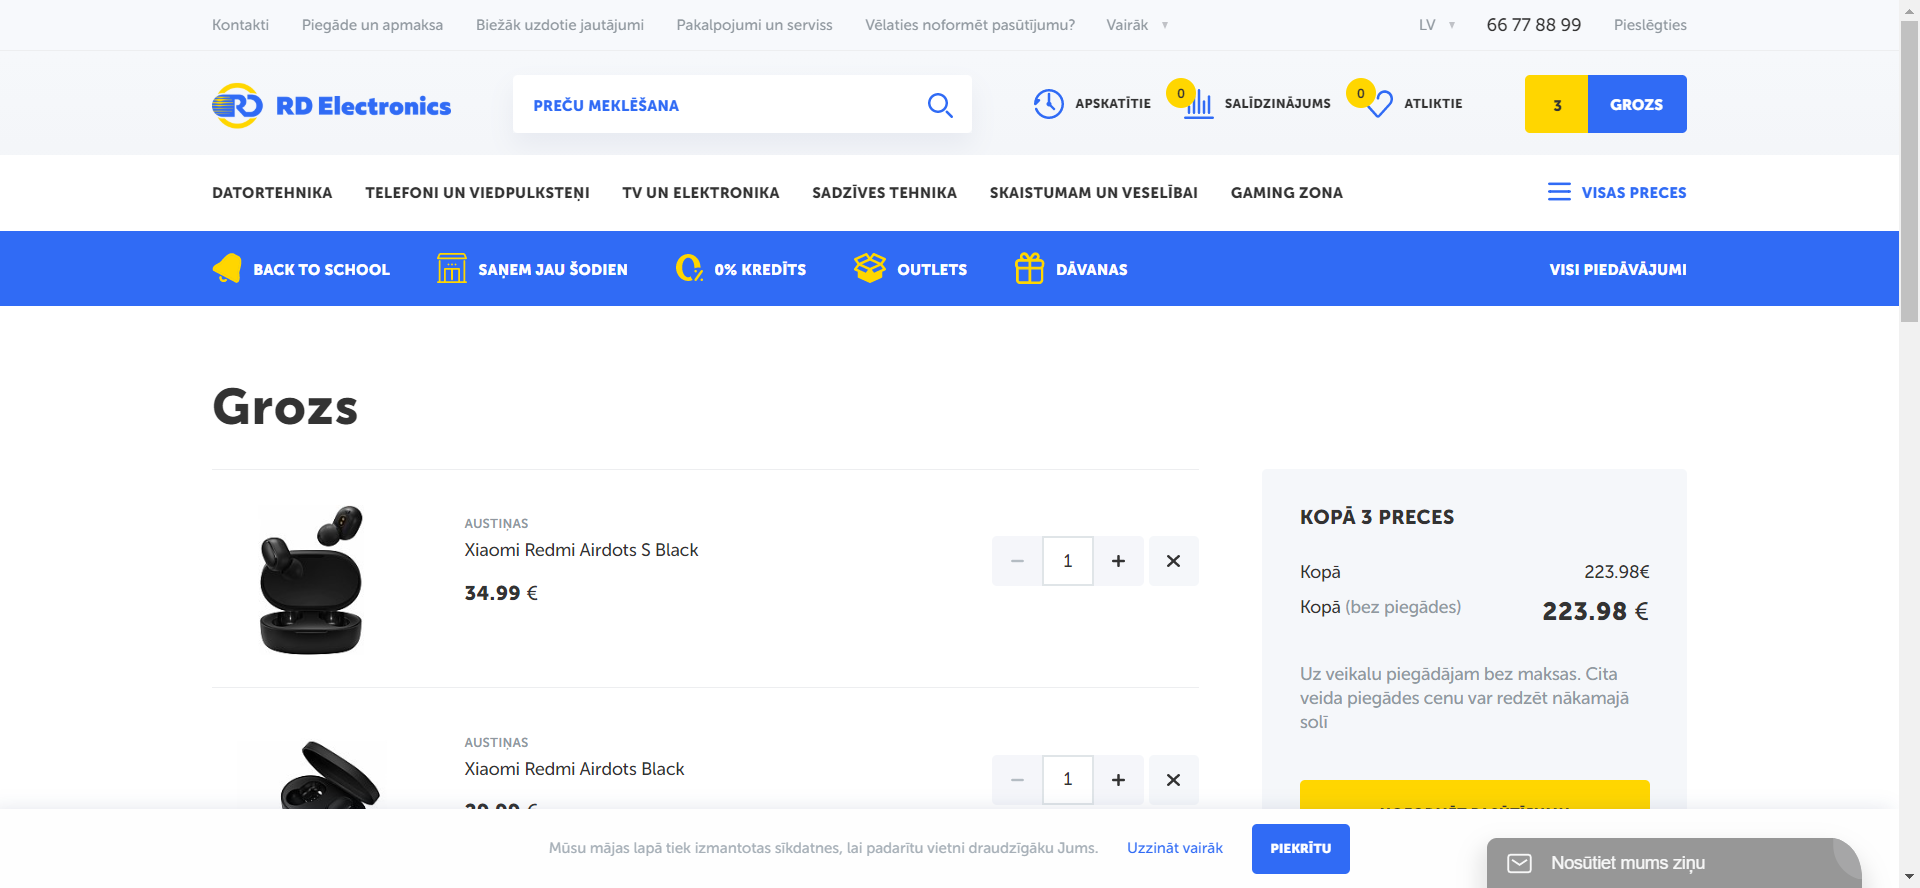 Kontakti
Piegāde un apmaksa
Biežāk uzdotie jautājumi
Pakalpojumi un serviss
Vēlaties noformēt pasūtījumu?
Vairāk
LV
66 77 88 99
Pieslēgties
RD Electronics
PREČU MEKLĒŠANA
APSKATĪTIE
0
SALĪDZINĀJUMS
0
ATLIKTIE
3
GROZS
DATORTEHNIKA
TELEFONI UN VIEDPULKSTEŅI
TV UN ELEKTRONIKA
SADZĪVES TEHNIKA
SKAISTUMAM UN VESELĪBAI
GAMING ZONA
VISAS PRECES
BACK TO SCHOOL
SAŅEM JAU ŠODIEN
0% KREDĪTS
OUTLETS
DĀVANAS
VISI PIEDĀVĀJUMI
Grozs
AUSTIŅAS
Xiaomi Redmi Airdots S Black
34.99 €
1
AUSTIŅAS
Xiaomi Redmi Airdots Black
1
KOPĀ 3 PRECES
Kopā 223.98€
Kopā (bez piegādes) 223.98 €
Uz veikalu piegādājam bez maksas. Cita
veida piegādes cenu var redzēt nākamajā
solī
Mūsu mājas lapā tiek izmantotas sīkdatnes, lai padarītu vietni draudzīgāku Jums.
Uzzināt vairāk
PIEKRĪTU
Nosūtiet mums ziņu